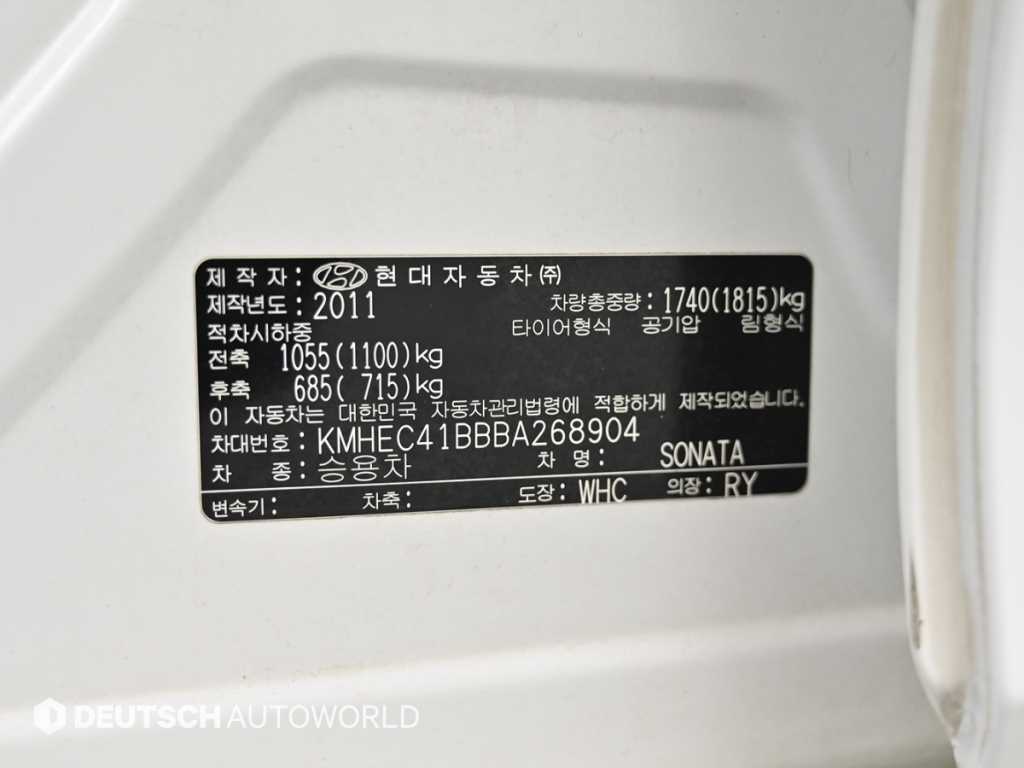 제 작 자 : 현대자동차㈜
제작년도 : 2011 차량총중량 : 1740(1815)kg
적차시하중 타이어형식 공기압 림형식
전축 1055(1100)kg
후축 685( 715)kg
이 자동차는 대한민국 자동차관리법령에 적합하게 제작되었습니다.
차대번호 : KMHEC41BBBA268904
차 종 : 승용차 차 명 : SONATA
변속기 : 차축 : 도장 : WHC 의장 : RY
DEUTSCH AUTOWORLD